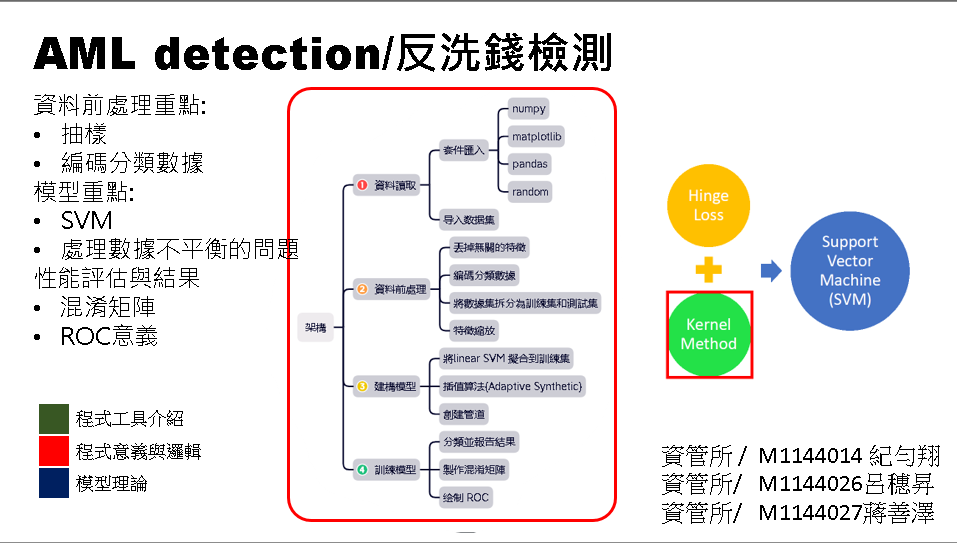 AML detection/反洗錢檢測
資料前處理重點:
• 抽樣
• 編碼分類數據
模型重點:
• SVM
• 處理數據不平衡的問題
性能評估與結果
• 混淆矩陣
• ROC意義
程式工具介紹
程式意義與邏輯
模型理論
架構
1 資料讀取
套件匯入
numpy
matplotlib
pandas
random
导入数据集
2 資料前處理
丟掉無關的特徵
編碼分類數據
將數據集拆分為訓練集和測試集
特徵縮放
3 建構模型
將linear SVM 擬合到訓練集
插值算法(Adaptive Synthetic)
創建管道
4 訓練模型
分類並報告結果
製作混淆矩陣
绘制 ROC
Hinge
Loss
Kernel
Method
Support
Vector
Machine
(SVM)
資管所 / M1144014 紀勻翔
資管所/ M1144026呂穗昇
資管所/ M1144027蔣善澤